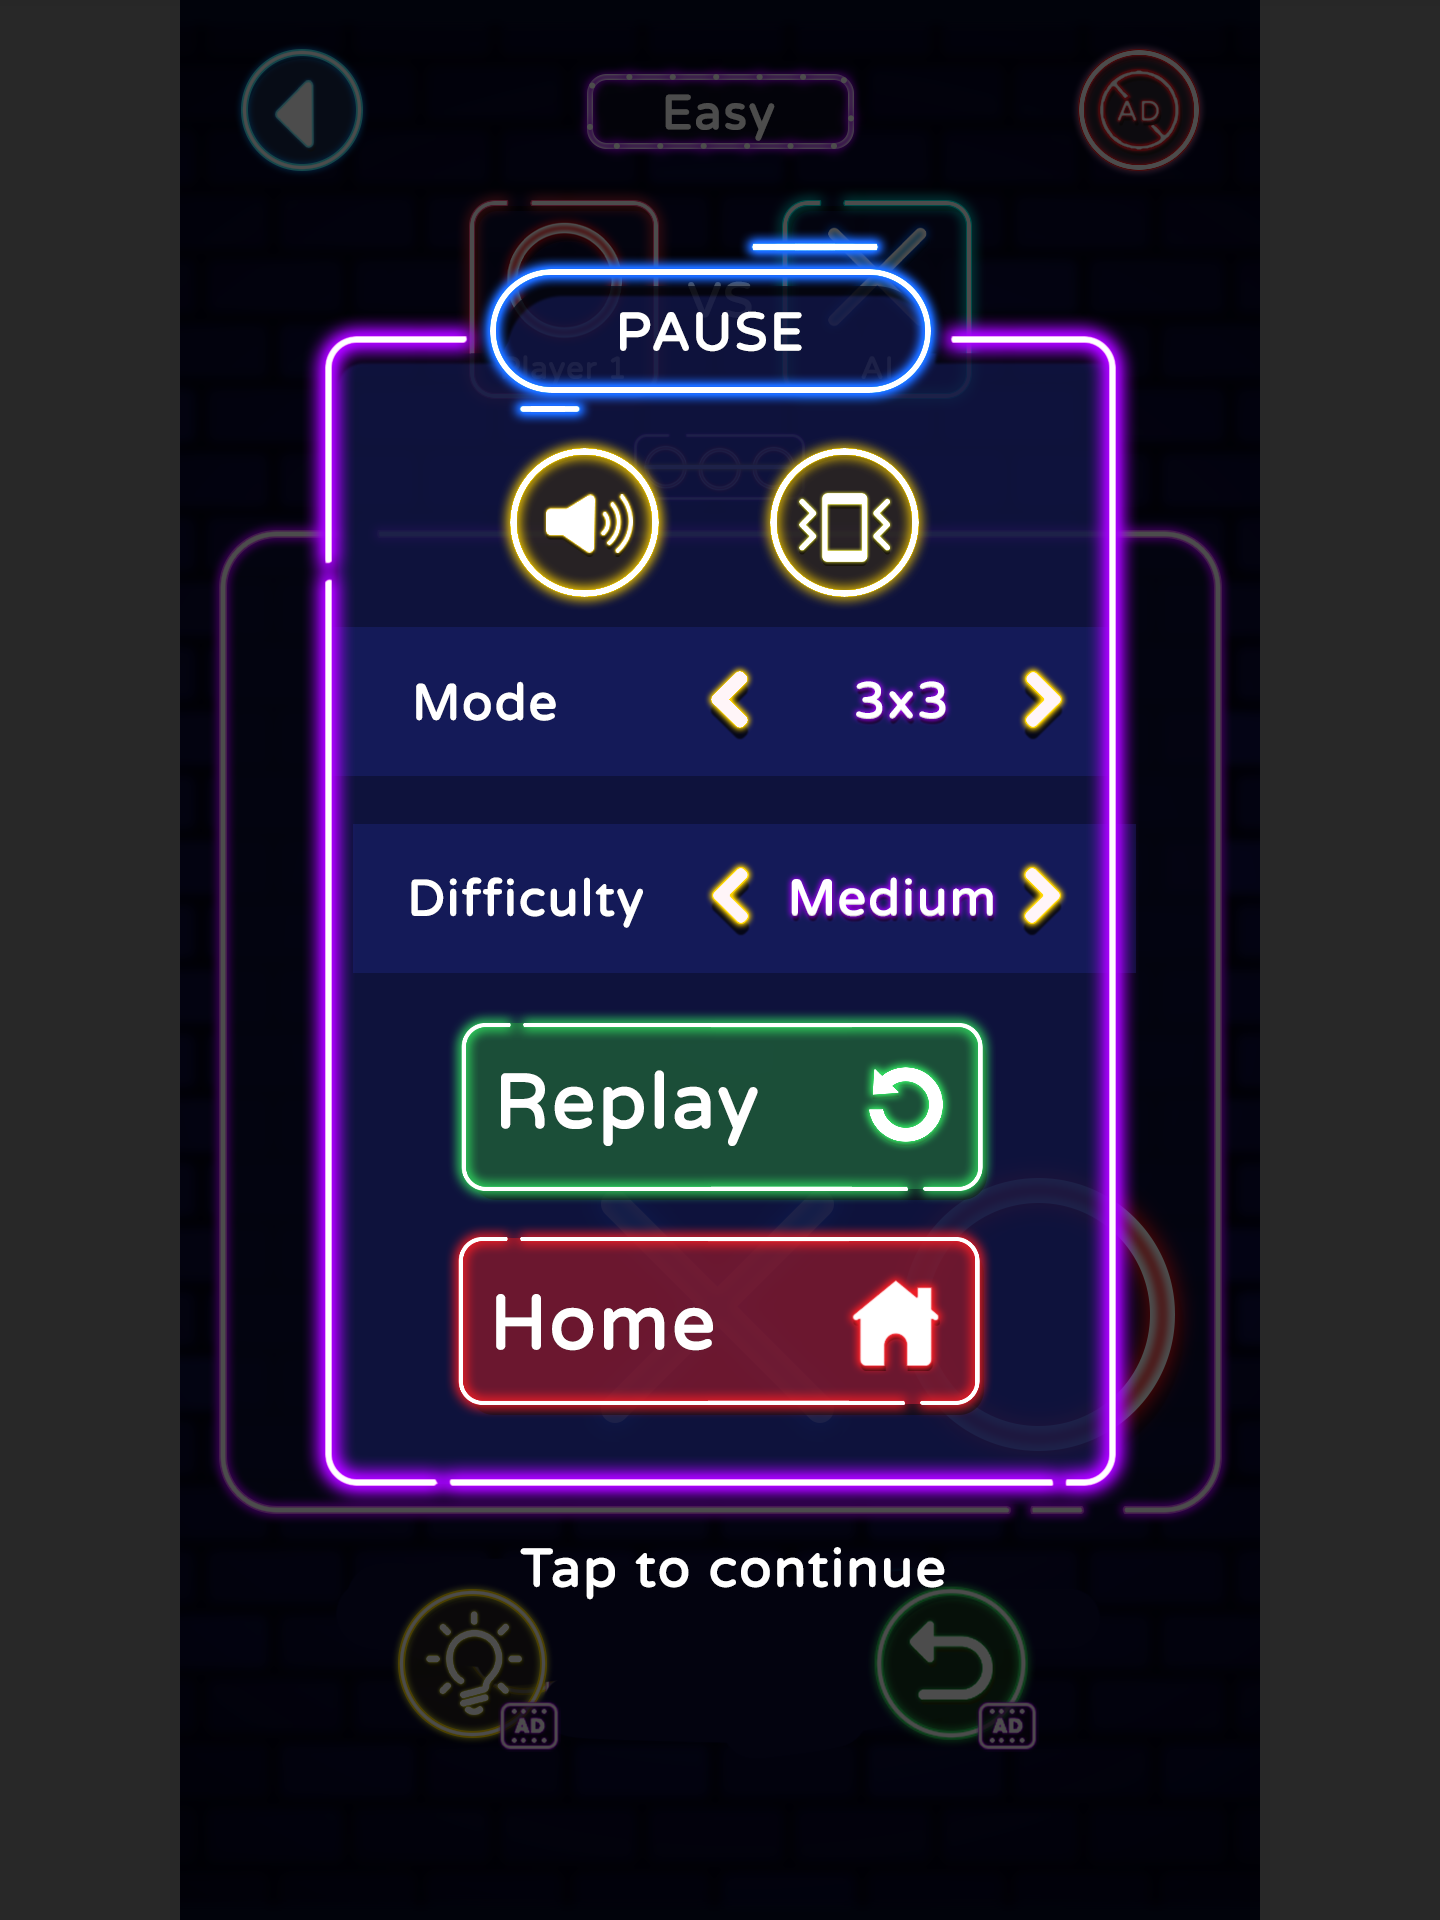 Easy
AD
VS
Player 1
AI
PAUSE
Mode
3x3
Difficulty
Medium
Replay
Home
Tap to continue
AD
AD